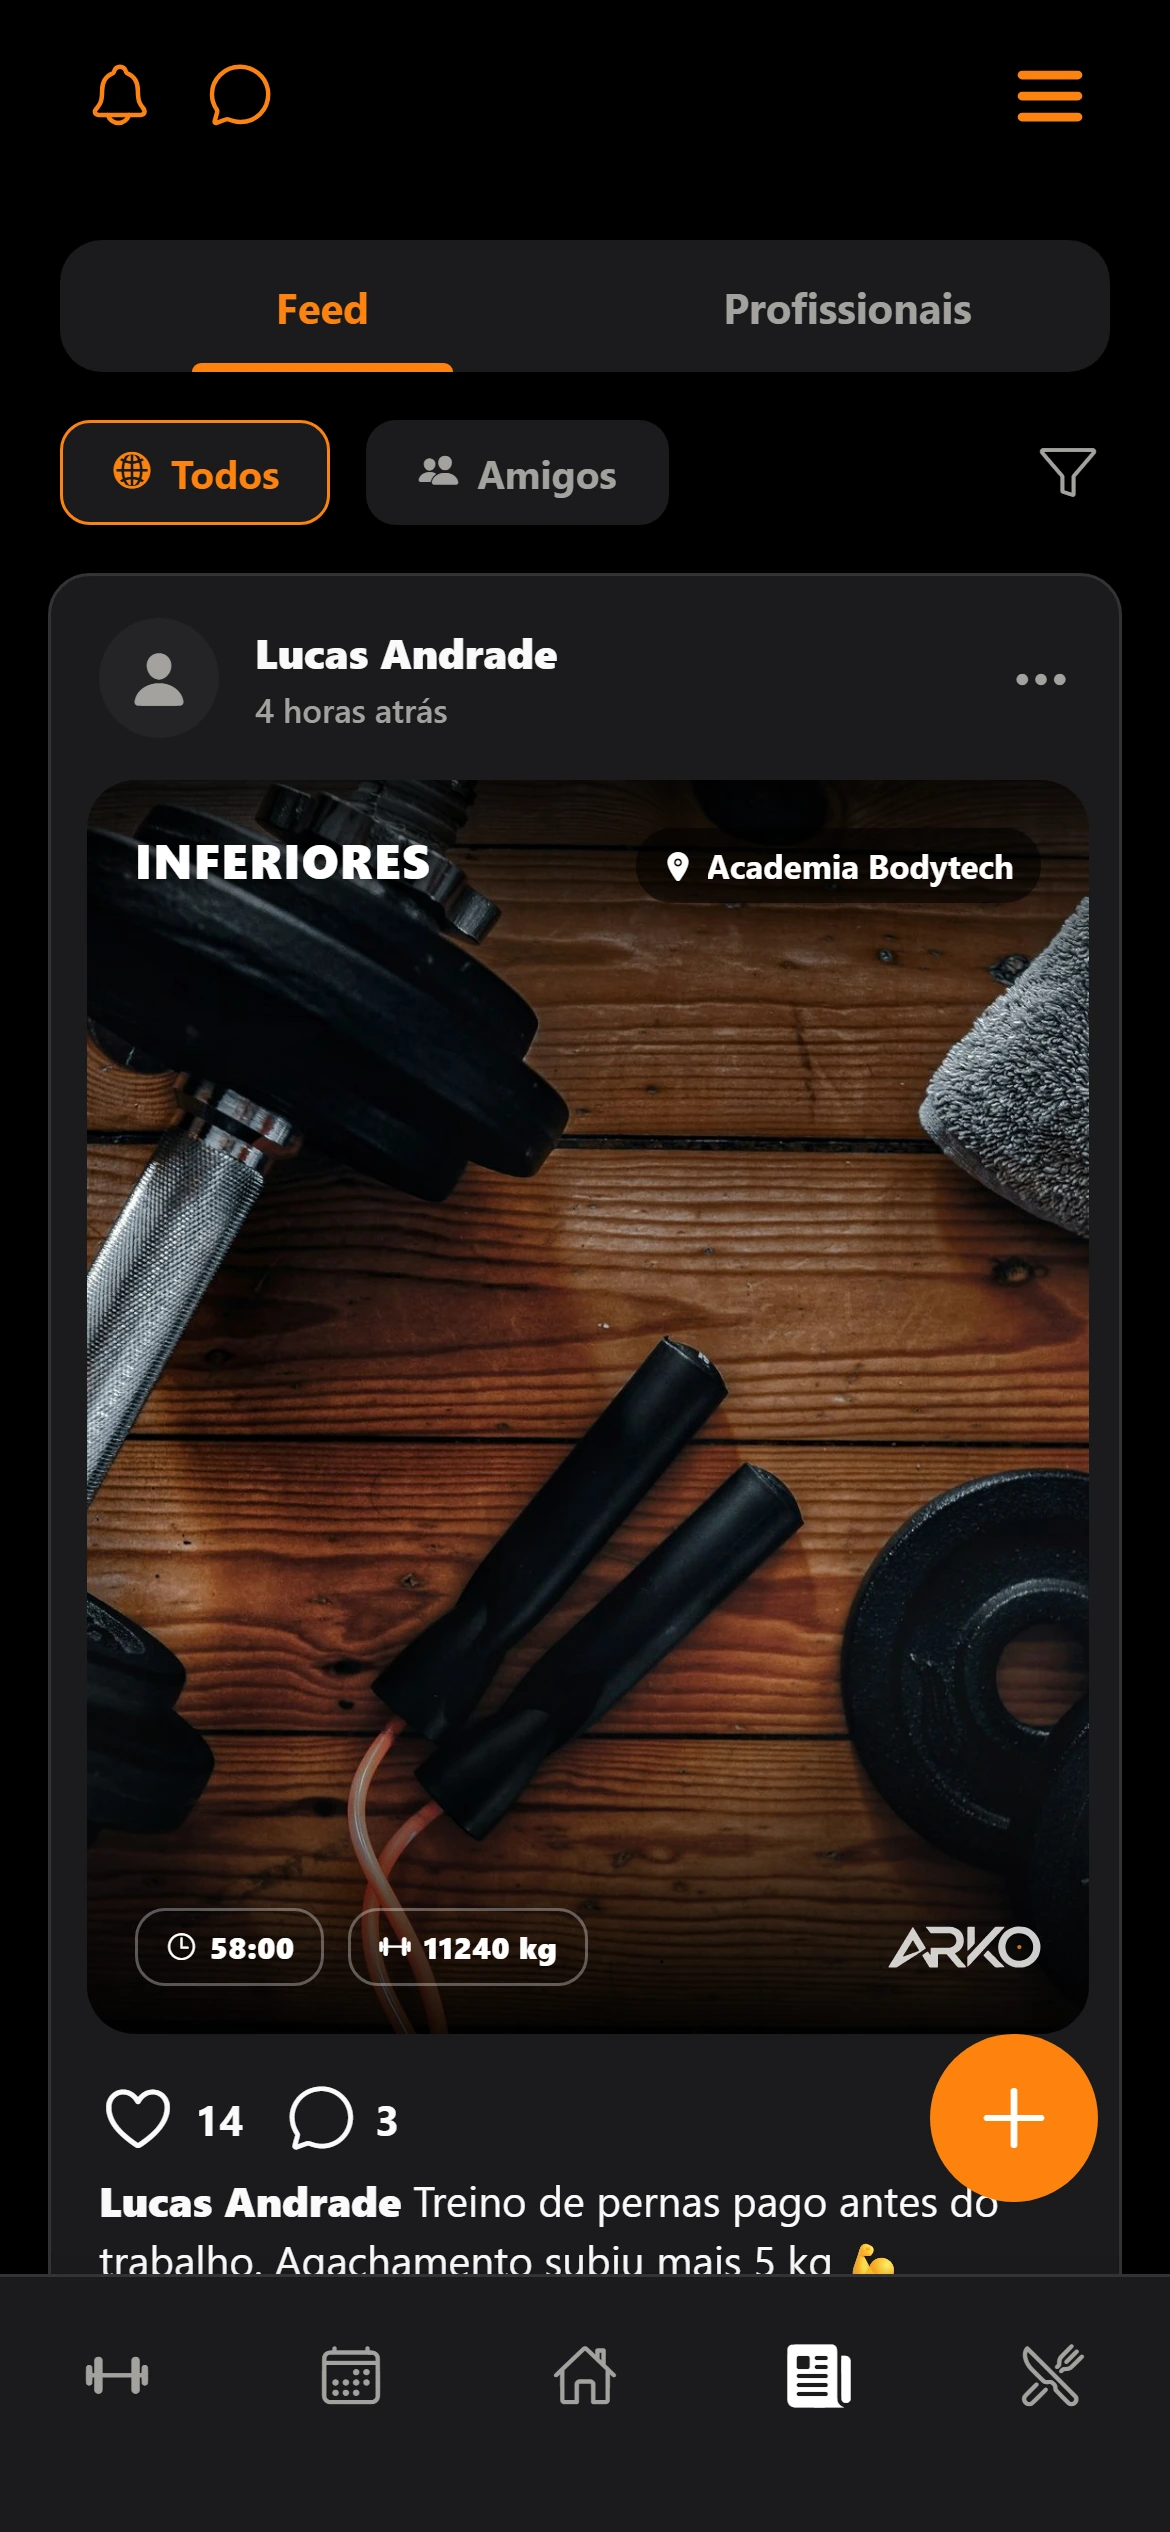 Feed
Profissionais
Todos
Amigos
Lucas Andrade
4 horas atrás
INFERIORES
Academia Bodytech
58:00
11240 kg
ARKO
14
3
Lucas Andrade Treino de pernas pago antes do
trabalho. Agachamento subiu mais 5 kg 💪